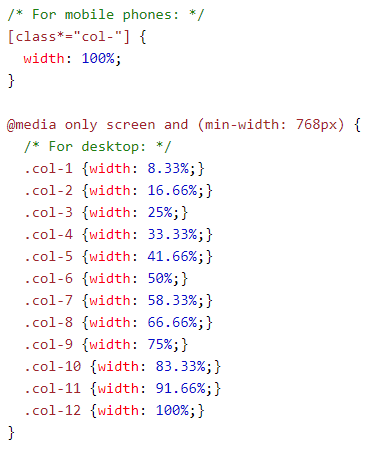 /* For mobile phones: */
[class*="col-"] {
  width: 100%;
}

@media only screen and (min-width: 768px) {
  /* For desktop: */
  .col-1 {width: 8.33%;}
  .col-2 {width: 16.66%;}
  .col-3 {width: 25%;}
  .col-4 {width: 33.33%;}
  .col-5 {width: 41.66%;}
  .col-6 {width: 50%;}
  .col-7 {width: 58.33%;}
  .col-8 {width: 66.66%;}
  .col-9 {width: 75%;}
  .col-10 {width: 83.33%;}
  .col-11 {width: 91.66%;}
  .col-12 {width: 100%;}
}